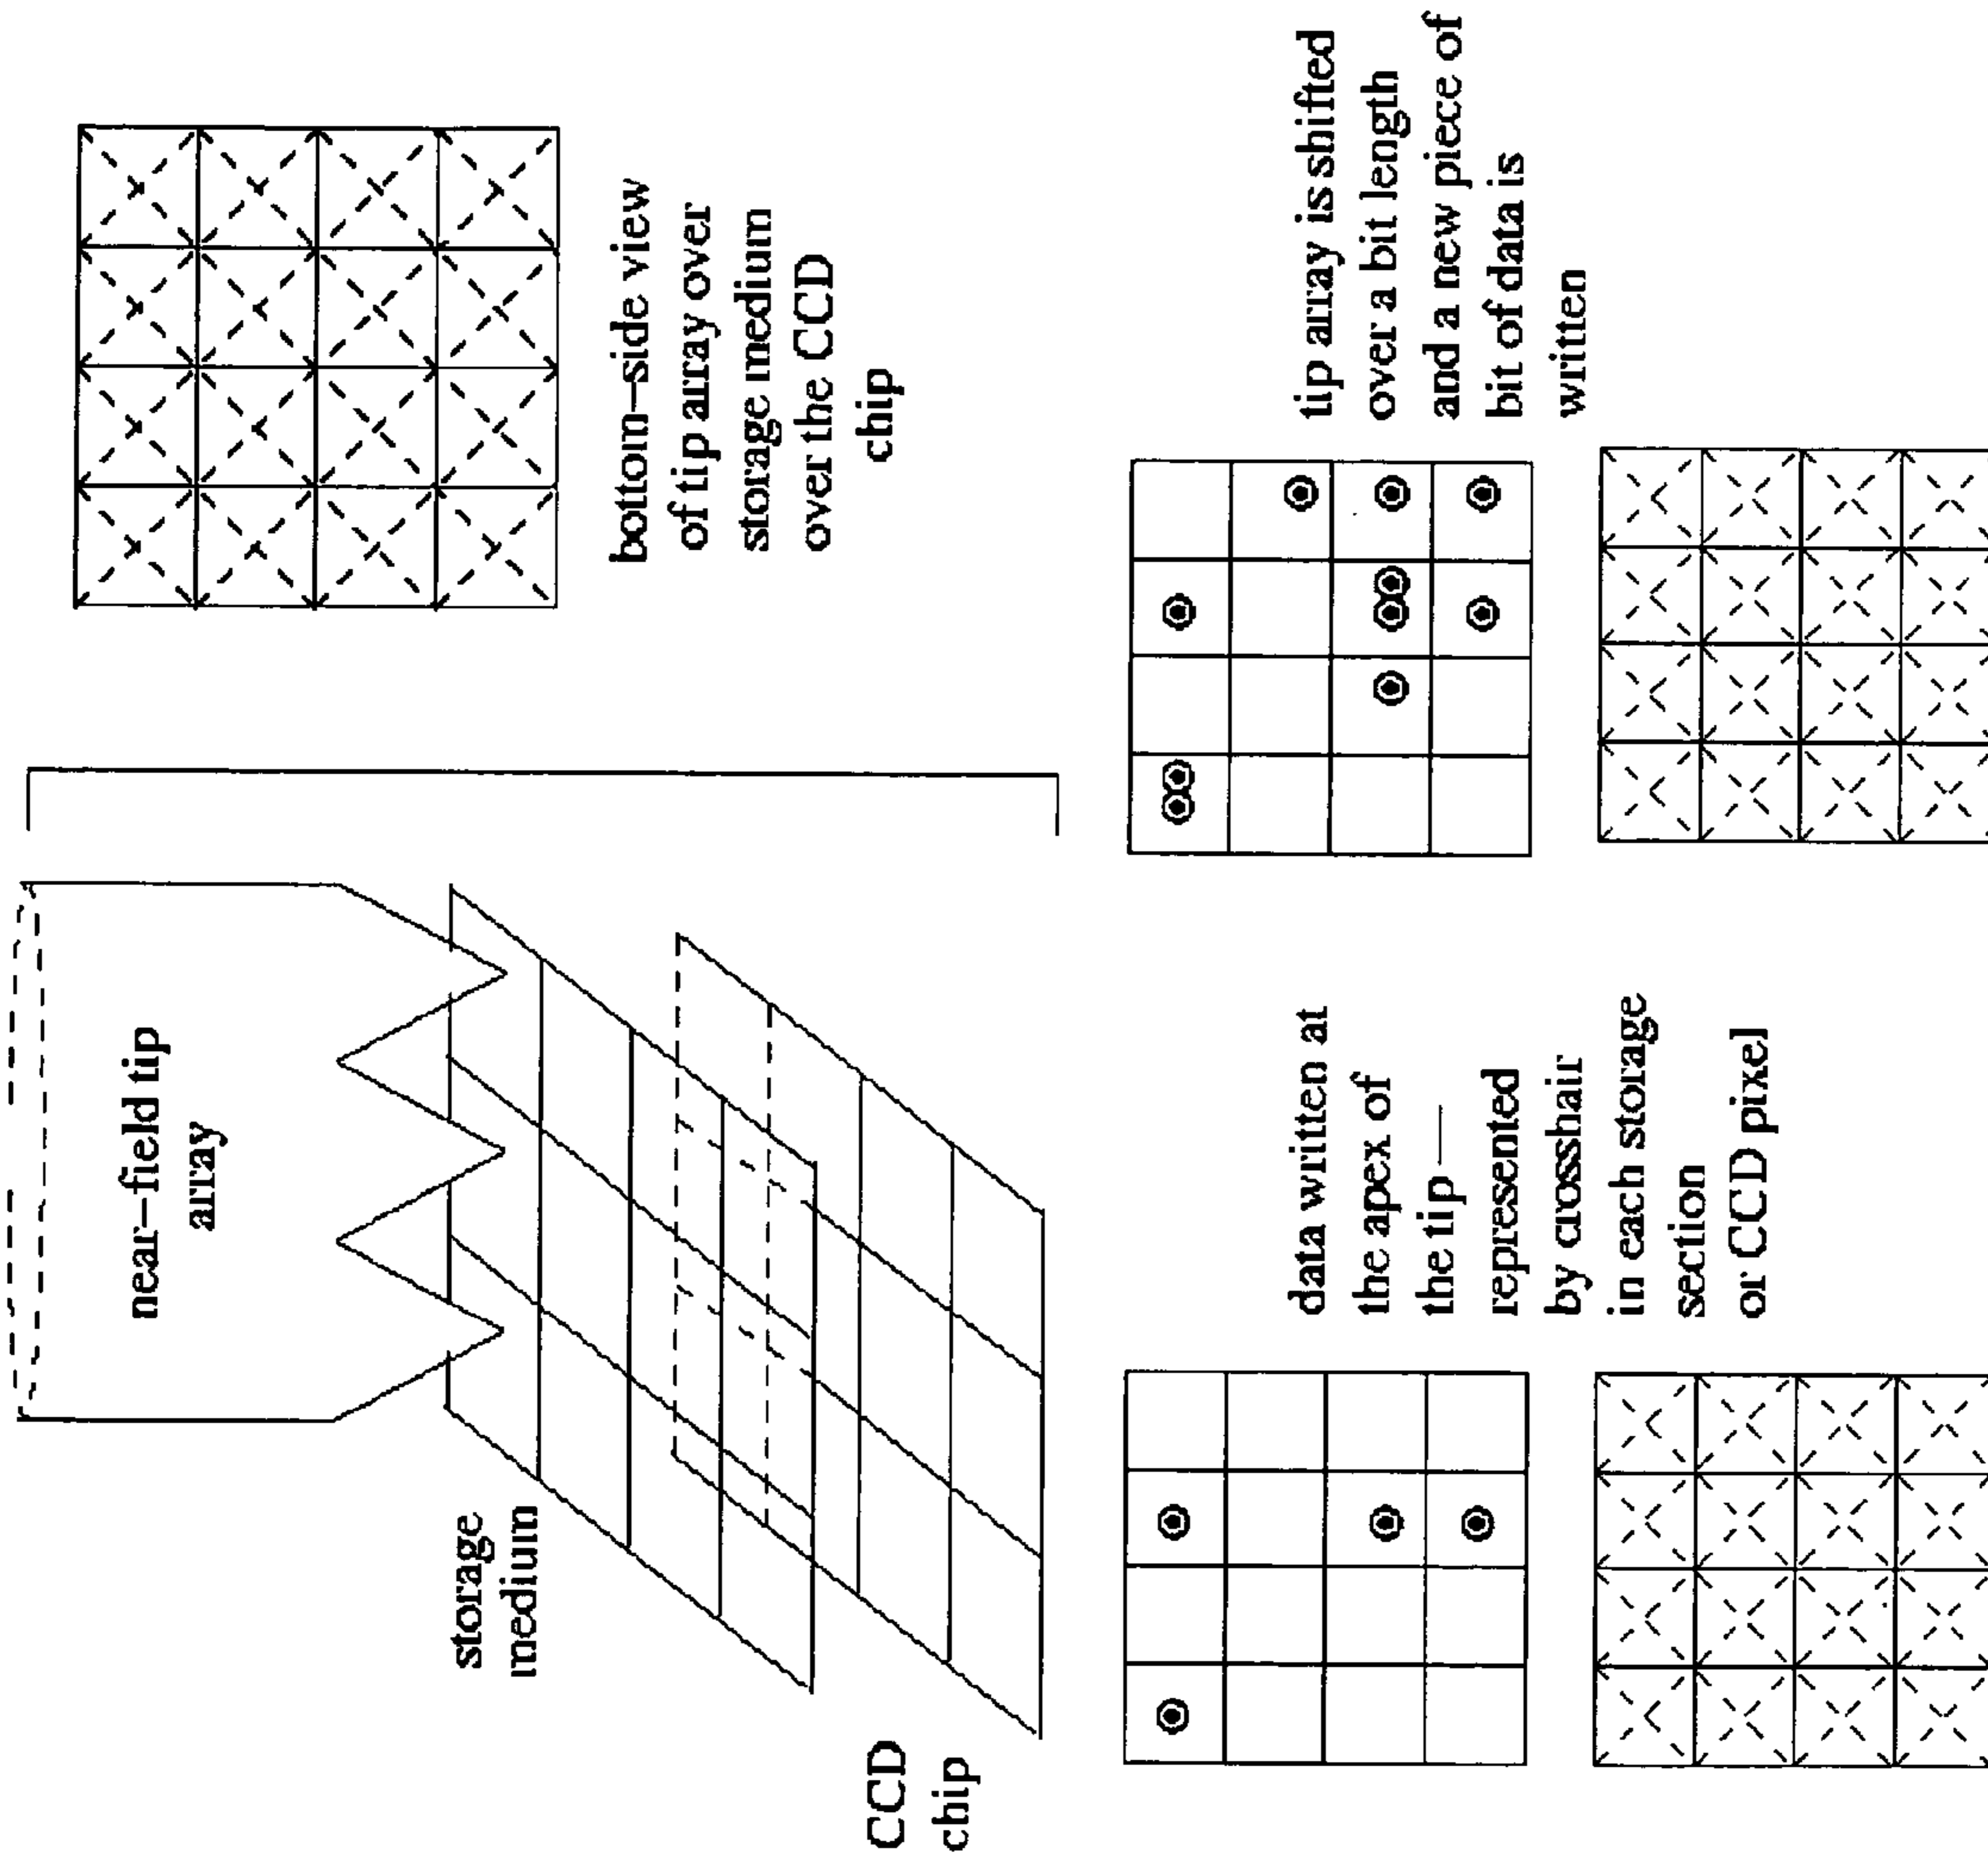 near–field tip
array
storage
medium
CCD
chip
bottom–side view
of tip array over
storage medium
over the CCD
chip
data written at
the apex of
the tip —
represented
by crosshair
in each storage
section
or CCD pixel
tip array is shifted
over a bit length
and a new piece of
bit of data is
written